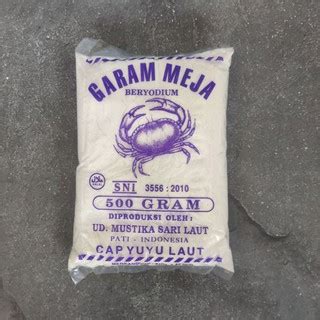 GARAM MEJA
BERYODIUM
SNI 3556 : 2010
500 GRAM
DIPRODUKSI OLEH :
UD. MUSTIKA SARI LAUT
PATI - INDONESIA
CAP YUYU LAUT